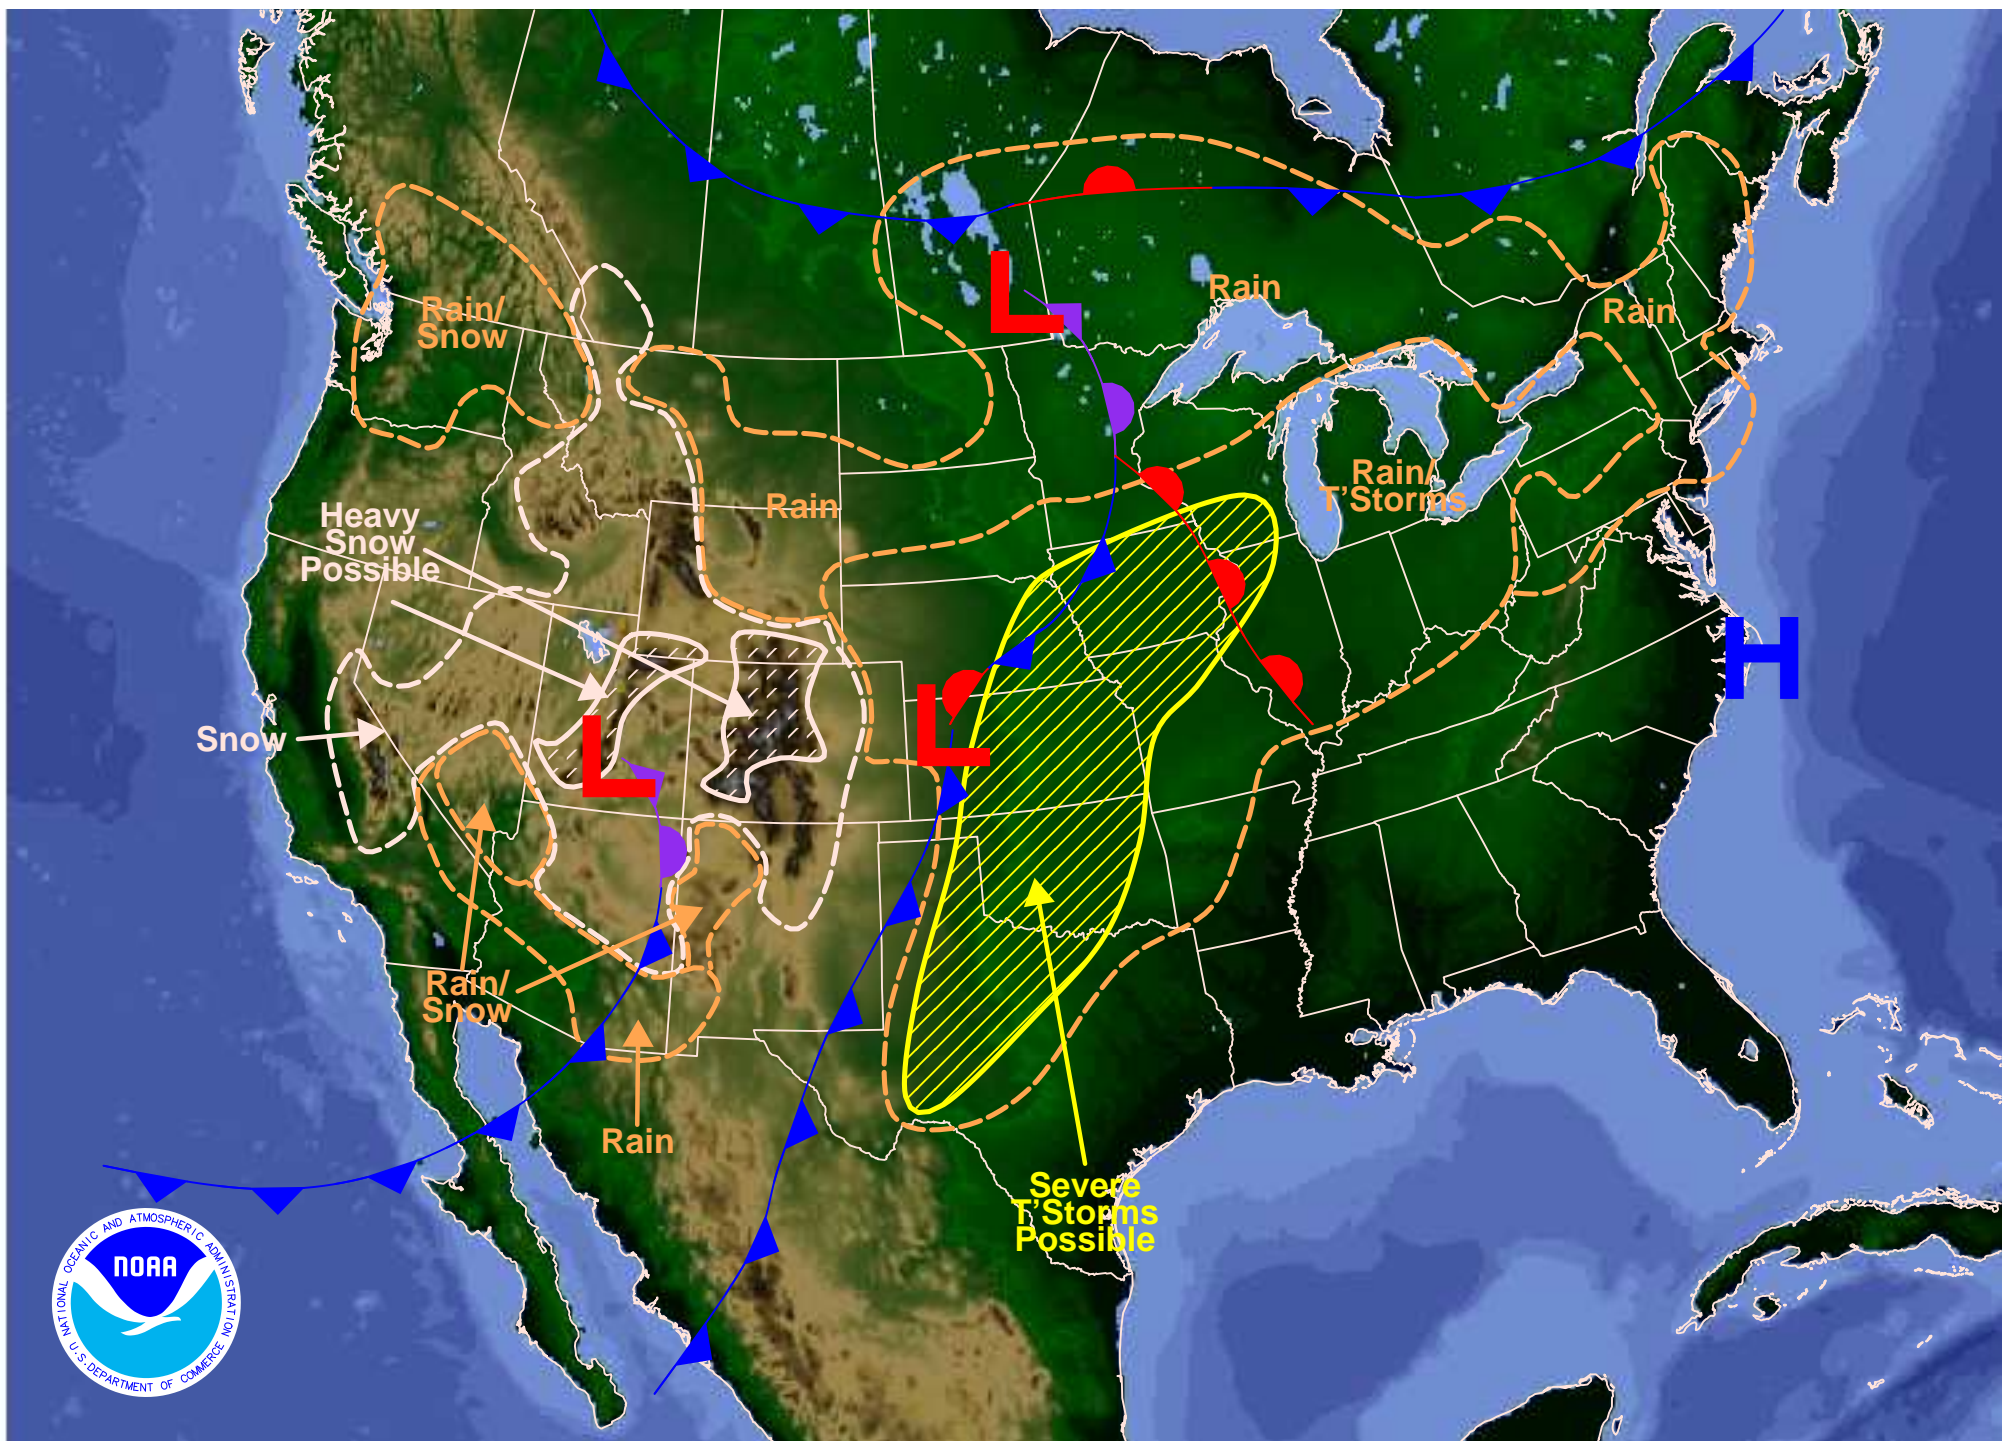 Rain/
Snow
Rain
Rain
Rain/
T'Storms
Rain
Heavy
Snow
Possible
Snow
L
L
L
H
Rain/
Snow
Rain
Severe
T'Storms
Possible
NATIONAL OCEANIC AND ATMOSPHERIC ADMINISTRATION
NOAA
U.S. DEPARTMENT OF COMMERCE